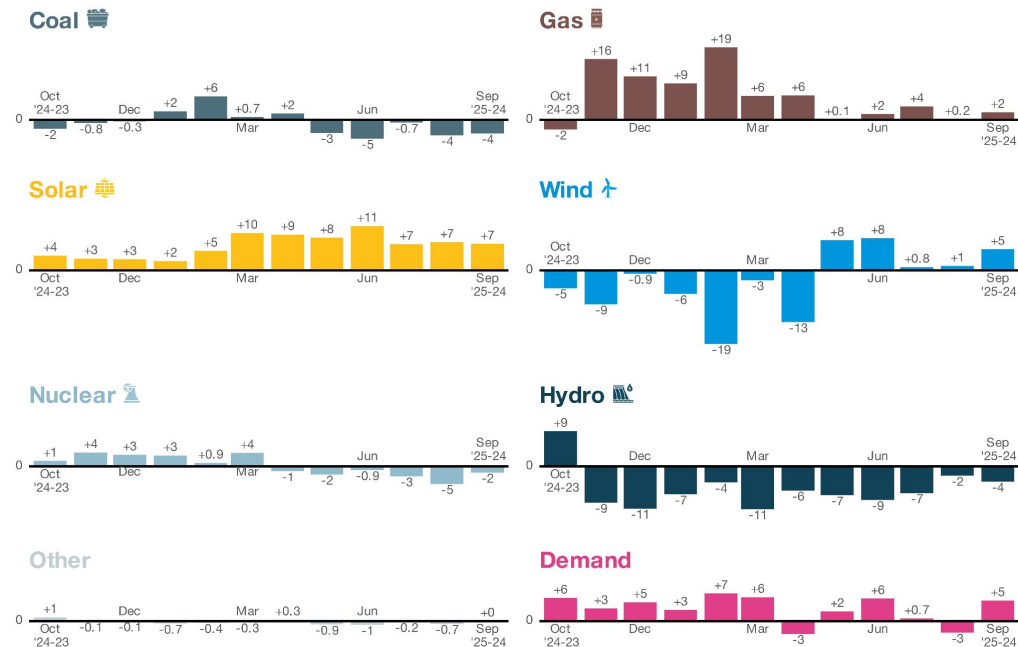 Coal
Oct
'24-23
Dec
Mar
Jun
Sep
'25-24
0
-2
-0.8
-0.3
+2
+6
+0.7
+2
-3
-5
-0.7
-4
-4
Gas
Oct
'24-23
Dec
Mar
Jun
Sep
'25-24
0
-2
+16
+11
+9
+19
+6
+6
+0.1
+2
+4
+0.2
+2
Solar
0
+4
+3
+3
+2
+5
+10
+9
+8
+11
+7
+7
+7
Oct
'24-23
Dec
Mar
Jun
Sep
'25-24
Wind
Oct
'24-23
Dec
Mar
Jun
Sep
'25-24
0
-5
-9
-0.9
-6
-19
-3
-13
+8
+8
+0.8
+1
+5
Nuclear
0
+1
+4
+3
+3
+0.9
+4
-1
-2
-0.9
-3
-5
-2
Oct
'24-23
Dec
Mar
Jun
Sep
'25-24
Hydro
0
+9
-9
-11
-7
-4
-11
-6
-7
-9
-7
-2
-4
Oct
'24-23
Dec
Mar
Jun
Sep
'25-24
Other
0
+1
-0.1
-0.1
-0.7
-0.4
-0.3
+0.3
-0.9
-1
-0.2
-0.7
+0
Oct
'24-23
Dec
Mar
Jun
Sep
'25-24
Demand
0
+6
+3
+5
+3
+7
+6
-3
+2
+6
+0.7
-3
+5
Oct
'24-23
Dec
Mar
Jun
Sep
'25-24